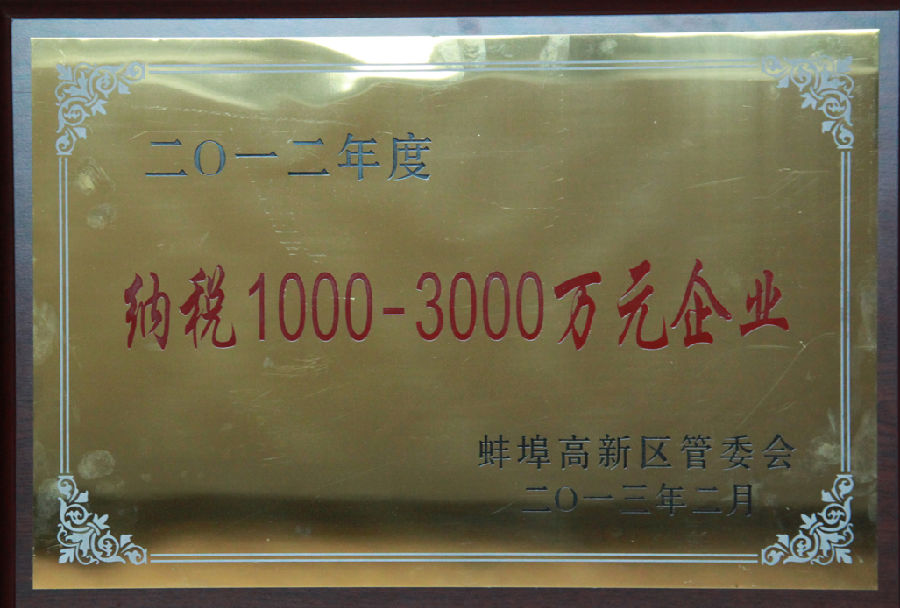 二〇一二年度
纳税1000-3000万元企业
蚌埠高新区管委会
二〇一三年二月